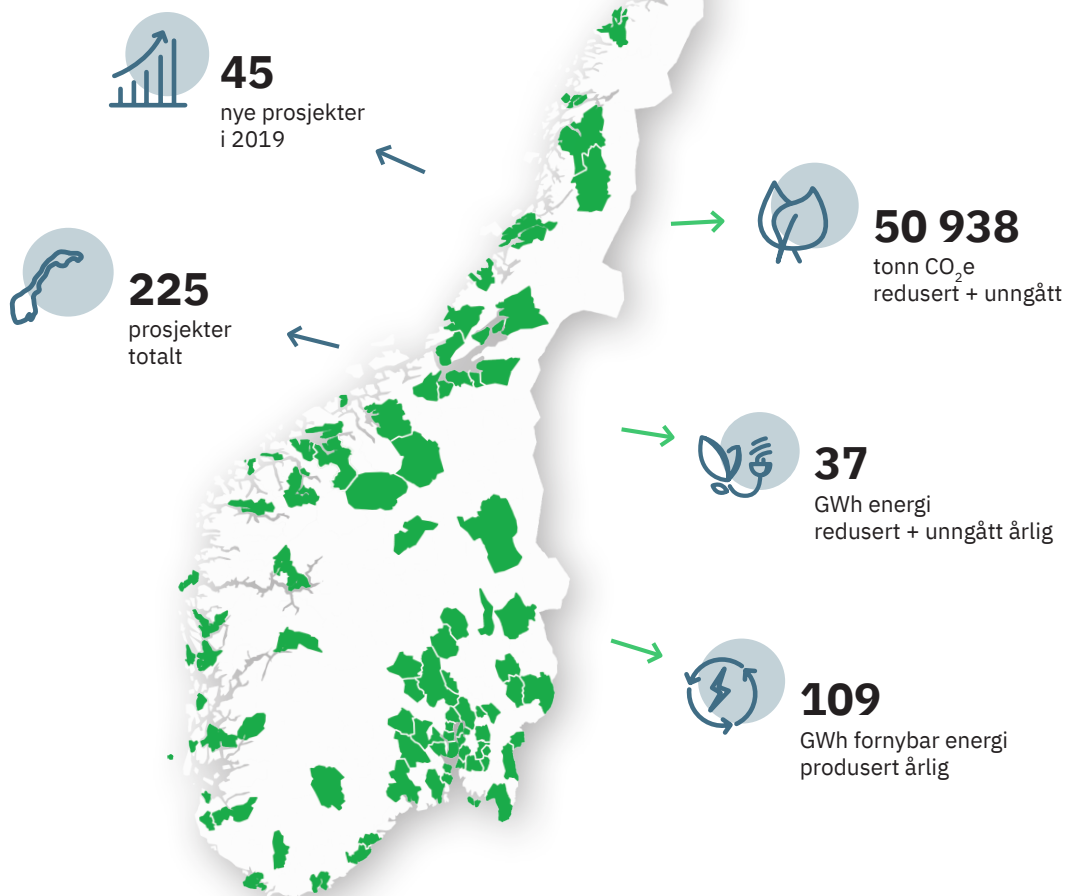 45
nye prosjekter
i 2019
225
prosjekter
totalt
50 938
tonn CO₂e
redusert + unngått
37
GWh energi
redusert + unngått årlig
109
GWh fornybar energi
produsert årlig